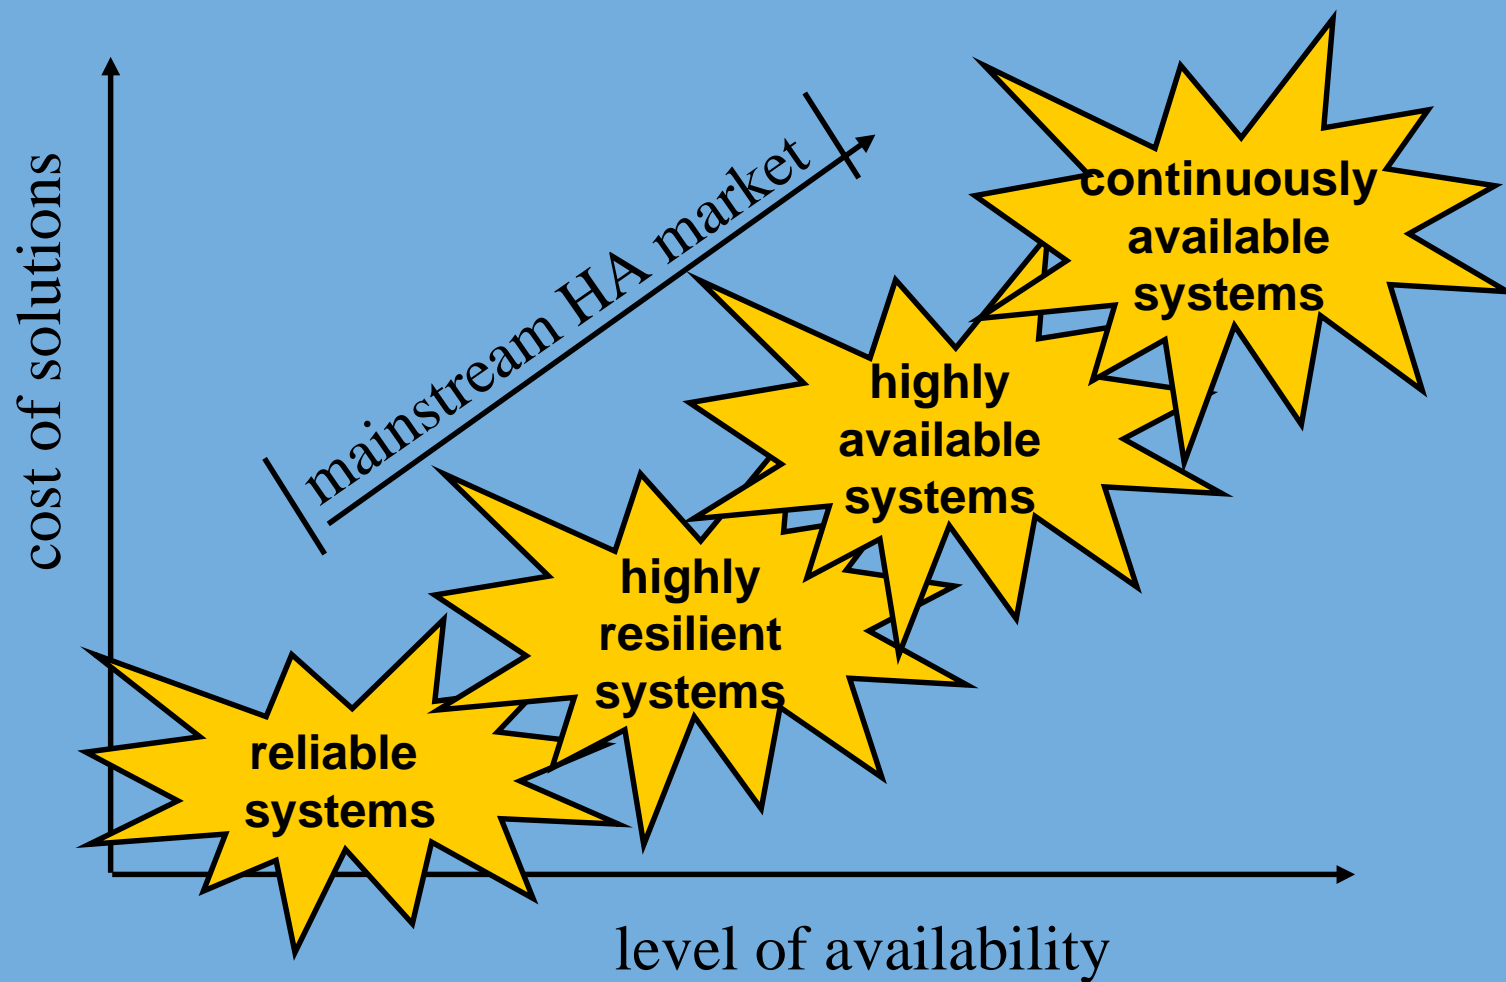 cost of solutions
mainstream HA market
continuously
available
systems
highly
available
systems
highly
resilient
systems
reliable
systems
level of availability